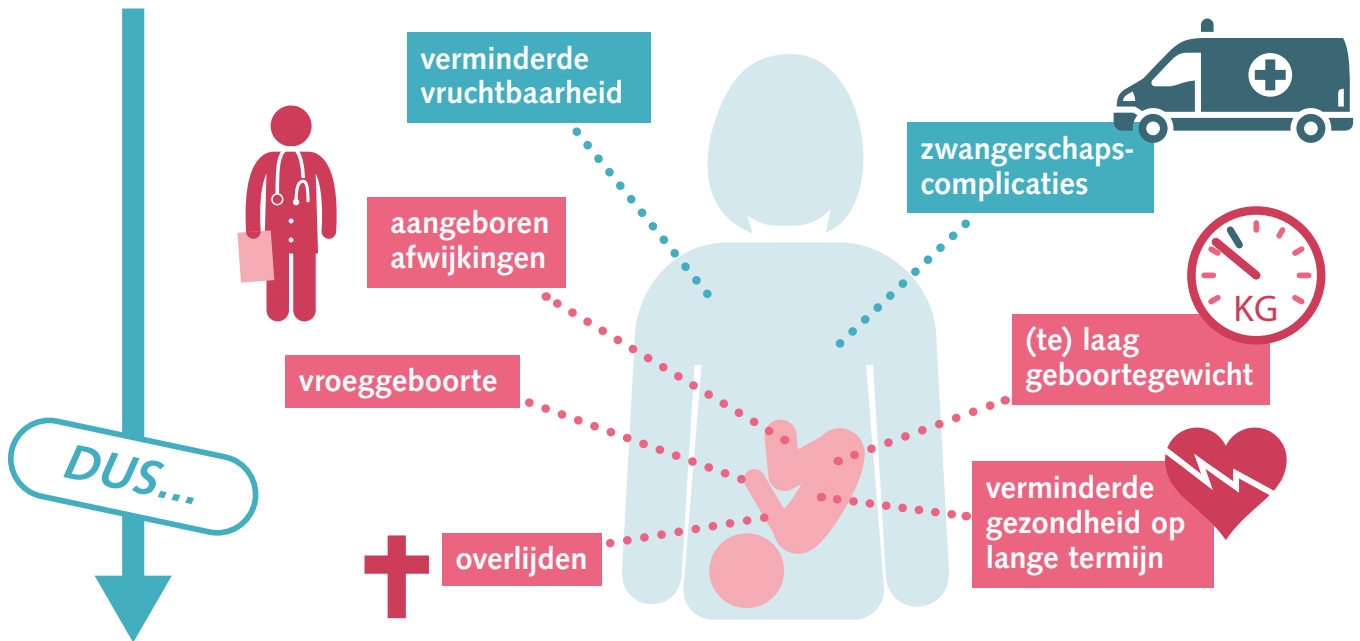 verminderde
vruchtbaarheid
zwangerschaps-
complicaties
aangeboren
afwijkingen
KG
(te) laag
geboortegewicht
vroeggeboorte
DUS...
verminderde
gezondheid op
lange termijn
overlijden